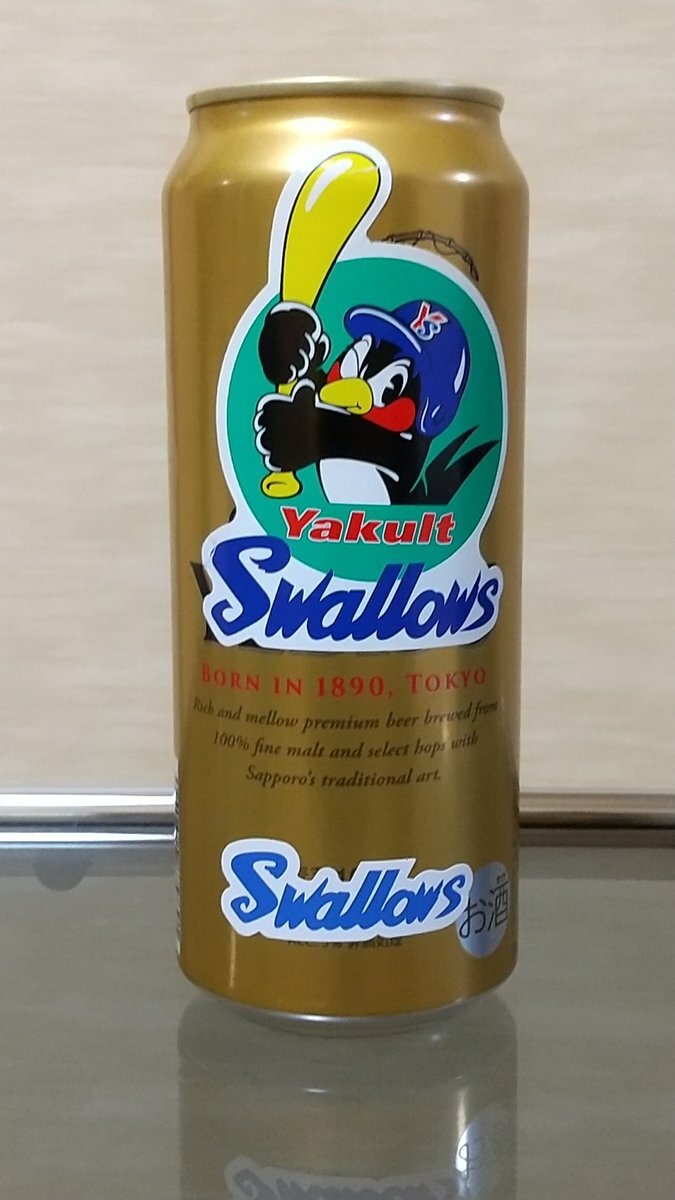 YS
Yakult
Swallows
BORN IN 1890, TOKYO
Rich and mellow premium beer brewed from
100% fine malt and select hops with
Sapporo's traditional art.
Swallows
お酒